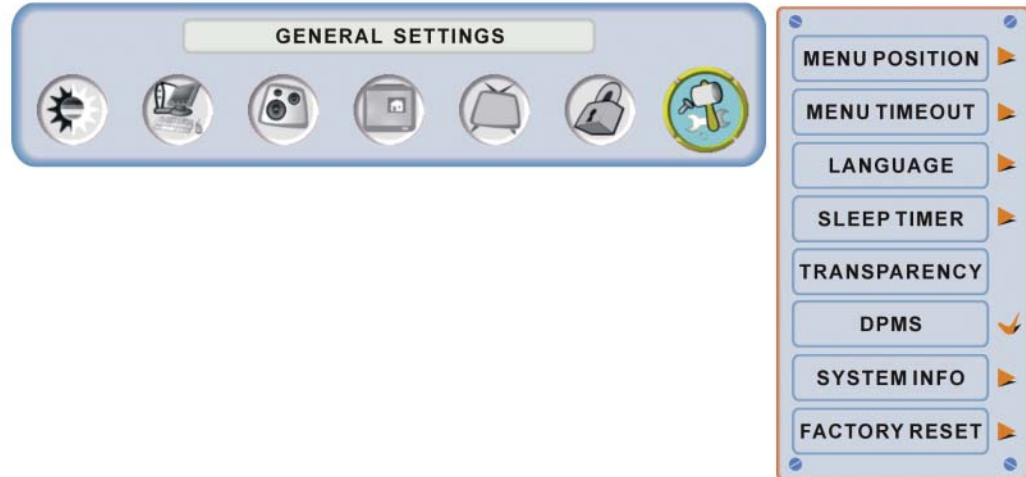 GENERAL SETTINGS
MENU POSITION
MENU TIMEOUT
LANGUAGE
SLEEP TIMER
TRANSPARENCY
DPMS
SYSTEM INFO
FACTORY RESET